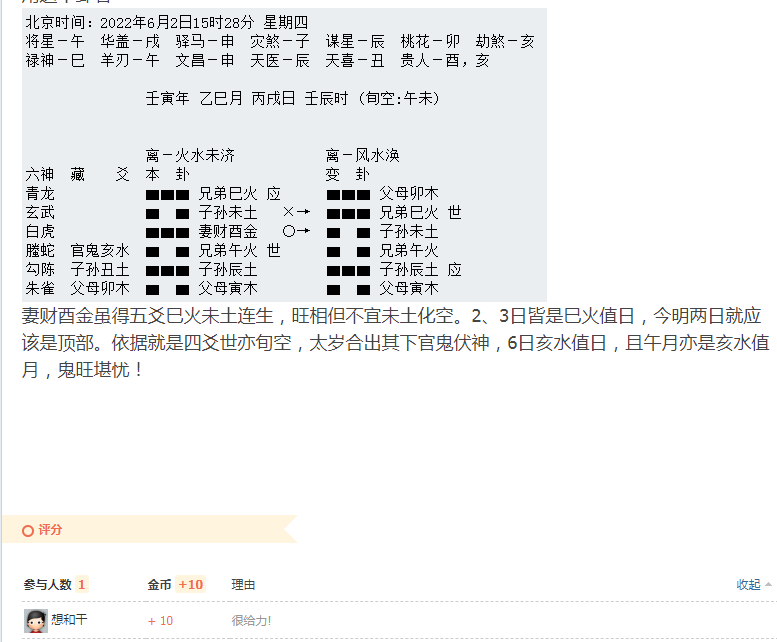 北京时间：2022年6月2日15时28分 星期四
将星－午 华盖－戌 驿马－申 灾煞－子 谋星－辰 桃花－卯 劫煞－亥
禄神－巳 羊刃－午 文昌－申 天医－辰 天喜－丑 贵人－酉，亥
壬寅年 乙巳月 丙戌日 壬辰时（旬空:午未）
离－火水未济 离－风水涣
六神 藏 爻 本 卦 变 卦
青龙 兄弟巳火 应 父母卯木
玄武 子孙未土 ×→ 兄弟巳火 世
白虎 妻财酉金 ○→ 子孙未土
螣蛇 官鬼亥水 兄弟午火 世 兄弟午火
勾陈 子孙丑土 子孙辰土 子孙辰土 应
朱雀 父母卯木 父母寅木 父母寅木
妻财酉金虽得五爻巳火未土连生，旺相但不宜未土化空。2、3日皆是巳火值日，今明两日就应
该是顶部。依据就是四爻世亦旬空，太岁合出其下官鬼伏神，6日亥水值日，且午月亦是亥水值
月，鬼旺堪忧！
评分
参与人数 1 金币 +10 理由 收起
想和干 + 10 很给力!